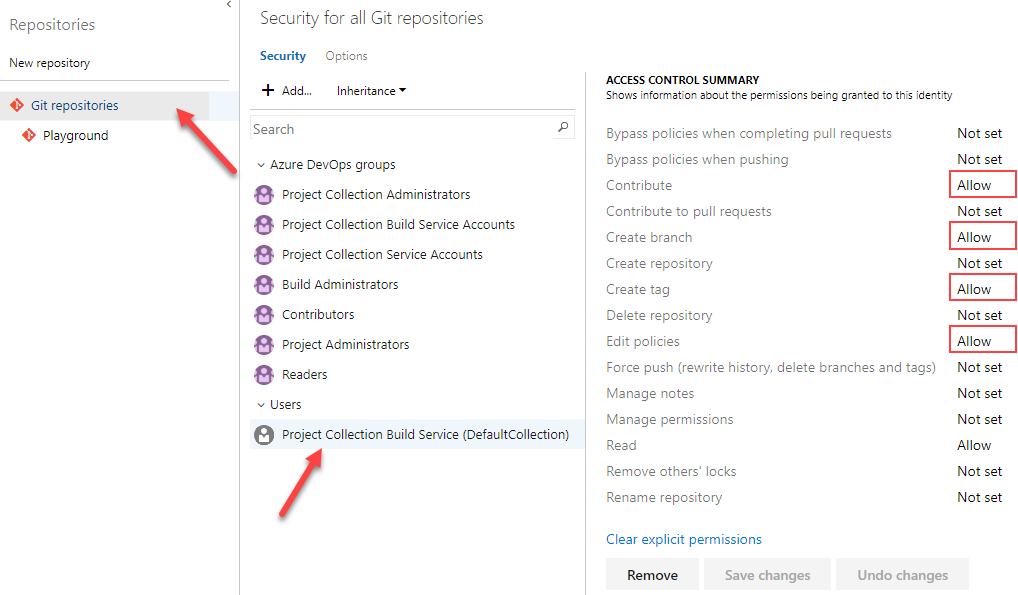 Repositories
New repository
Git repositories
Playground
Security for all Git repositories
Security Options
Add... Inheritance
Search
Azure DevOps groups
Project Collection Administrators
Project Collection Build Service Accounts
Project Collection Service Accounts
Build Administrators
Contributors
Project Administrators
Readers
Users
Project Collection Build Service (DefaultCollection)
ACCESS CONTROL SUMMARY
Shows information about the permissions being granted to this identity
Bypass policies when completing pull requests Not set
Bypass policies when pushing Not set
Contribute Allow
Contribute to pull requests Not set
Create branch Allow
Create repository Not set
Create tag Allow
Delete repository Not set
Edit policies Allow
Force push (rewrite history, delete branches and tags) Not set
Manage notes Not set
Manage permissions Not set
Read Allow
Remove others' locks Not set
Rename repository Not set
Clear explicit permissions
Remove Save changes Undo changes